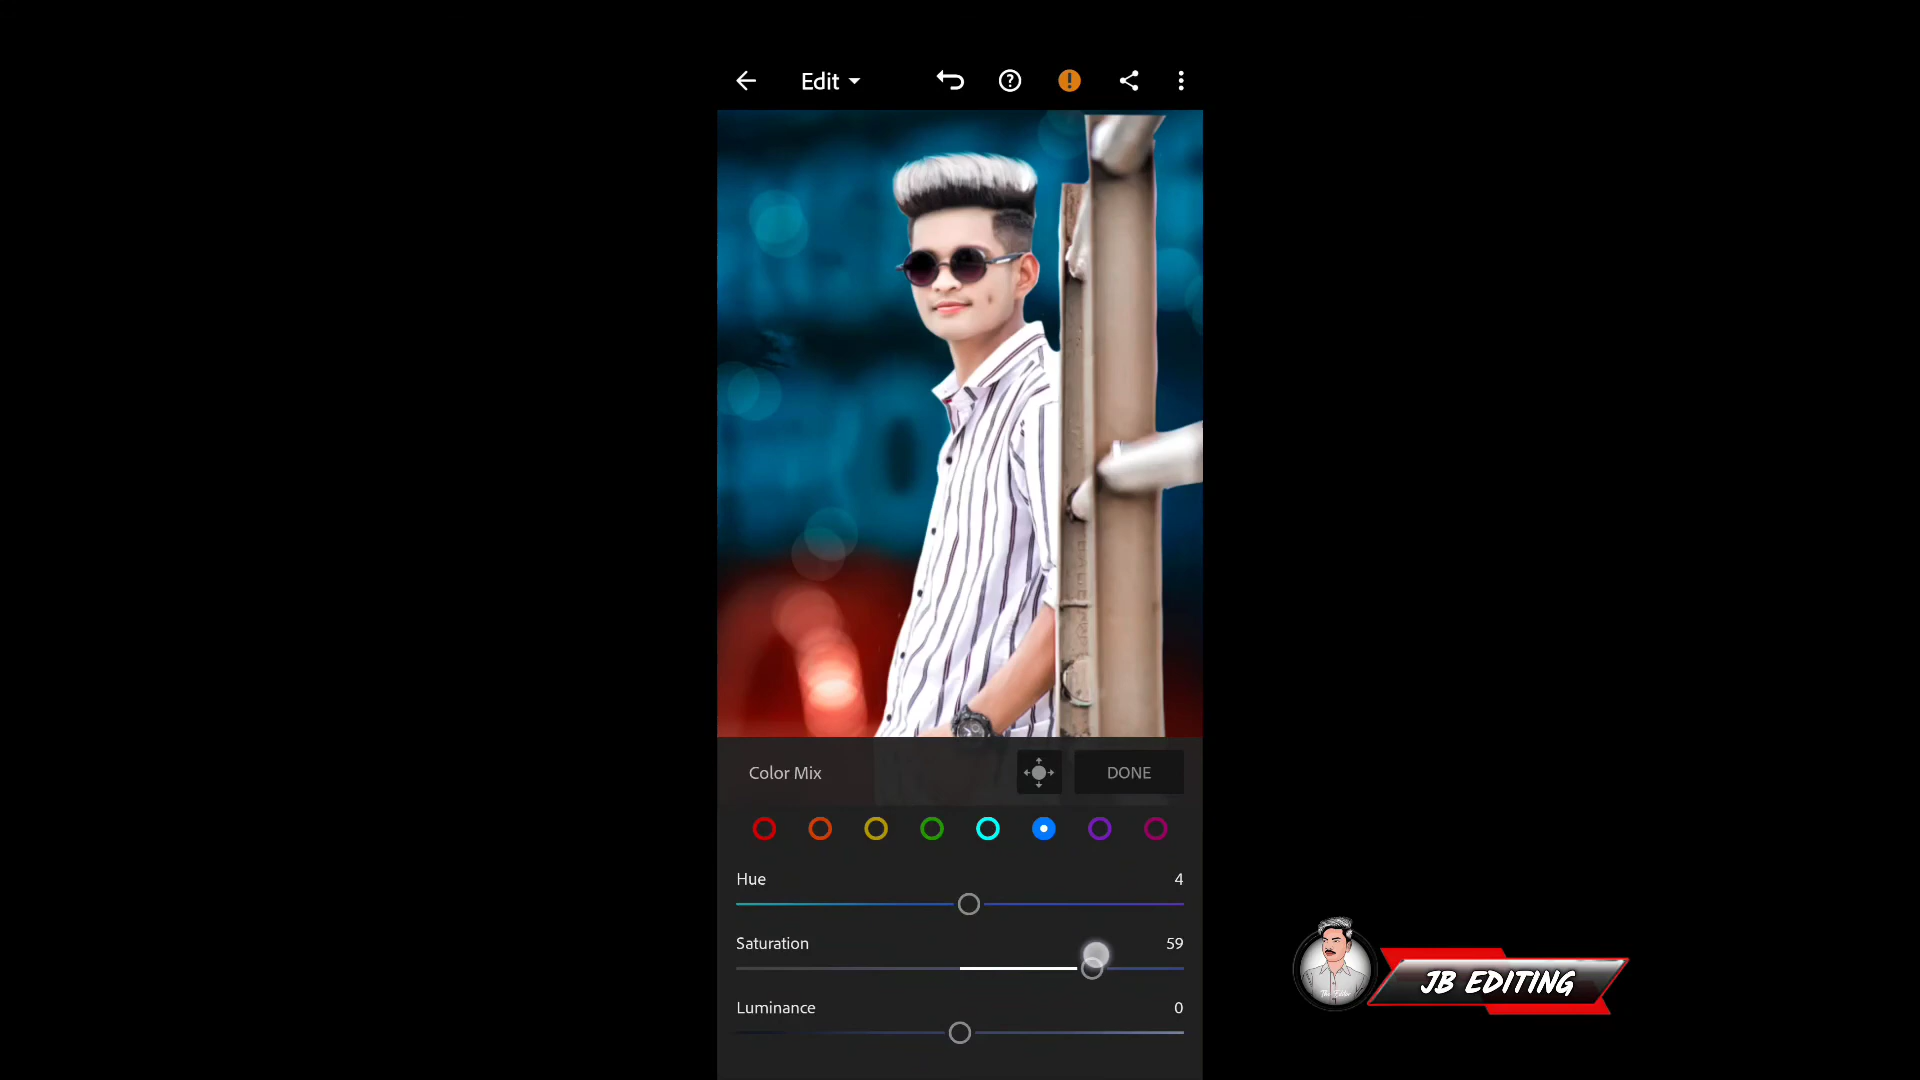 Edit
Color Mix
DONE
Hue 4
Saturation 59
Luminance 0
JB EDITING